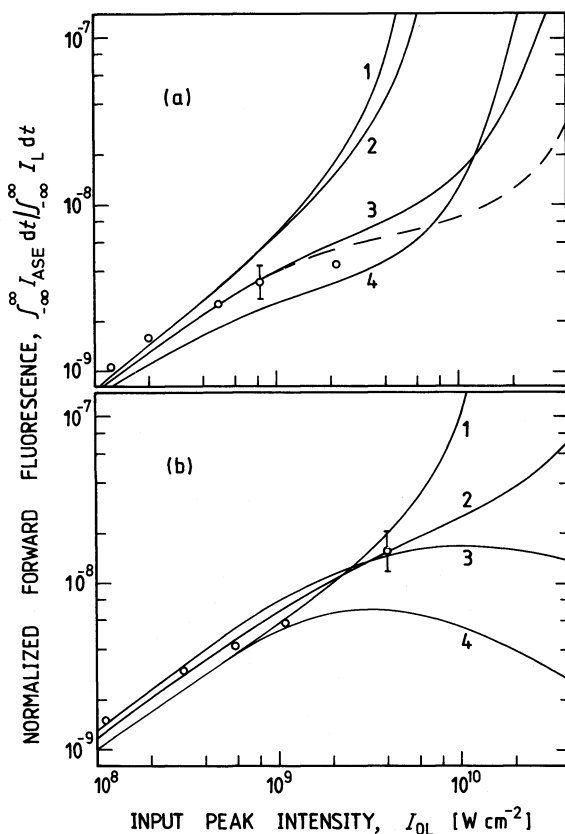 NORMALIZED FORWARD FLUORESCENCE, ∫_{-∞}^{∞} I_ASE dt / ∫_{-∞}^{∞} I_L dt
10⁻⁷
(a)
1
2
10⁻⁸
3
4
10⁻⁹
10⁻⁷
(b)
1
2
10⁻⁸
3
4
10⁻⁹
10⁸ 10⁹ 10¹⁰
INPUT PEAK INTENSITY, I_0L [W cm⁻²]